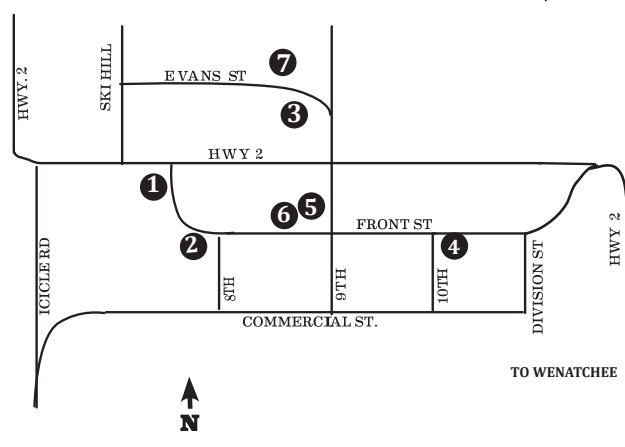 HWY. 2
SKI HILL
EVANS ST
7
3
HWY 2
1
6
5
FRONT ST
2
4
HWY 2
ICICLE RD
8TH
9TH
10TH
DIVISION ST
COMMERCIAL ST.
TO WENATCHEE
N